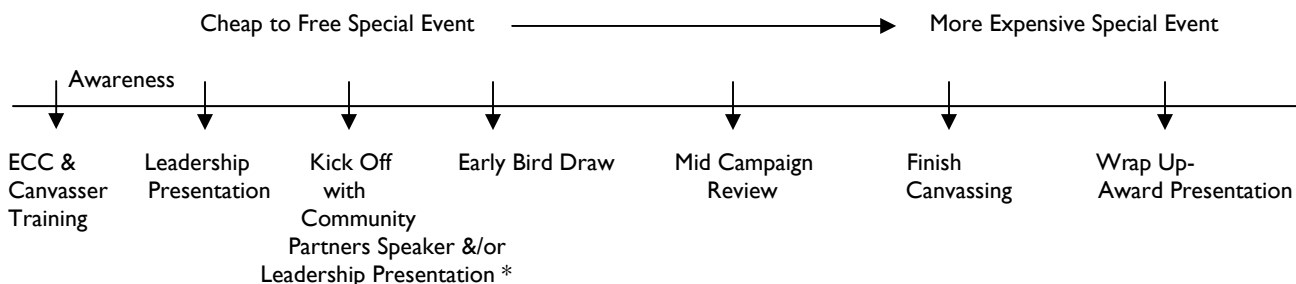 Cheap to Free Special Event
More Expensive Special Event
Awareness
ECC &
Canvasser
Training
Leadership
Presentation
Kick Off
with
Community
Partners Speaker &/or
Leadership Presentation *
Early Bird Draw
Mid Campaign
Review
Finish
Canvassing
Wrap Up-
Award Presentation